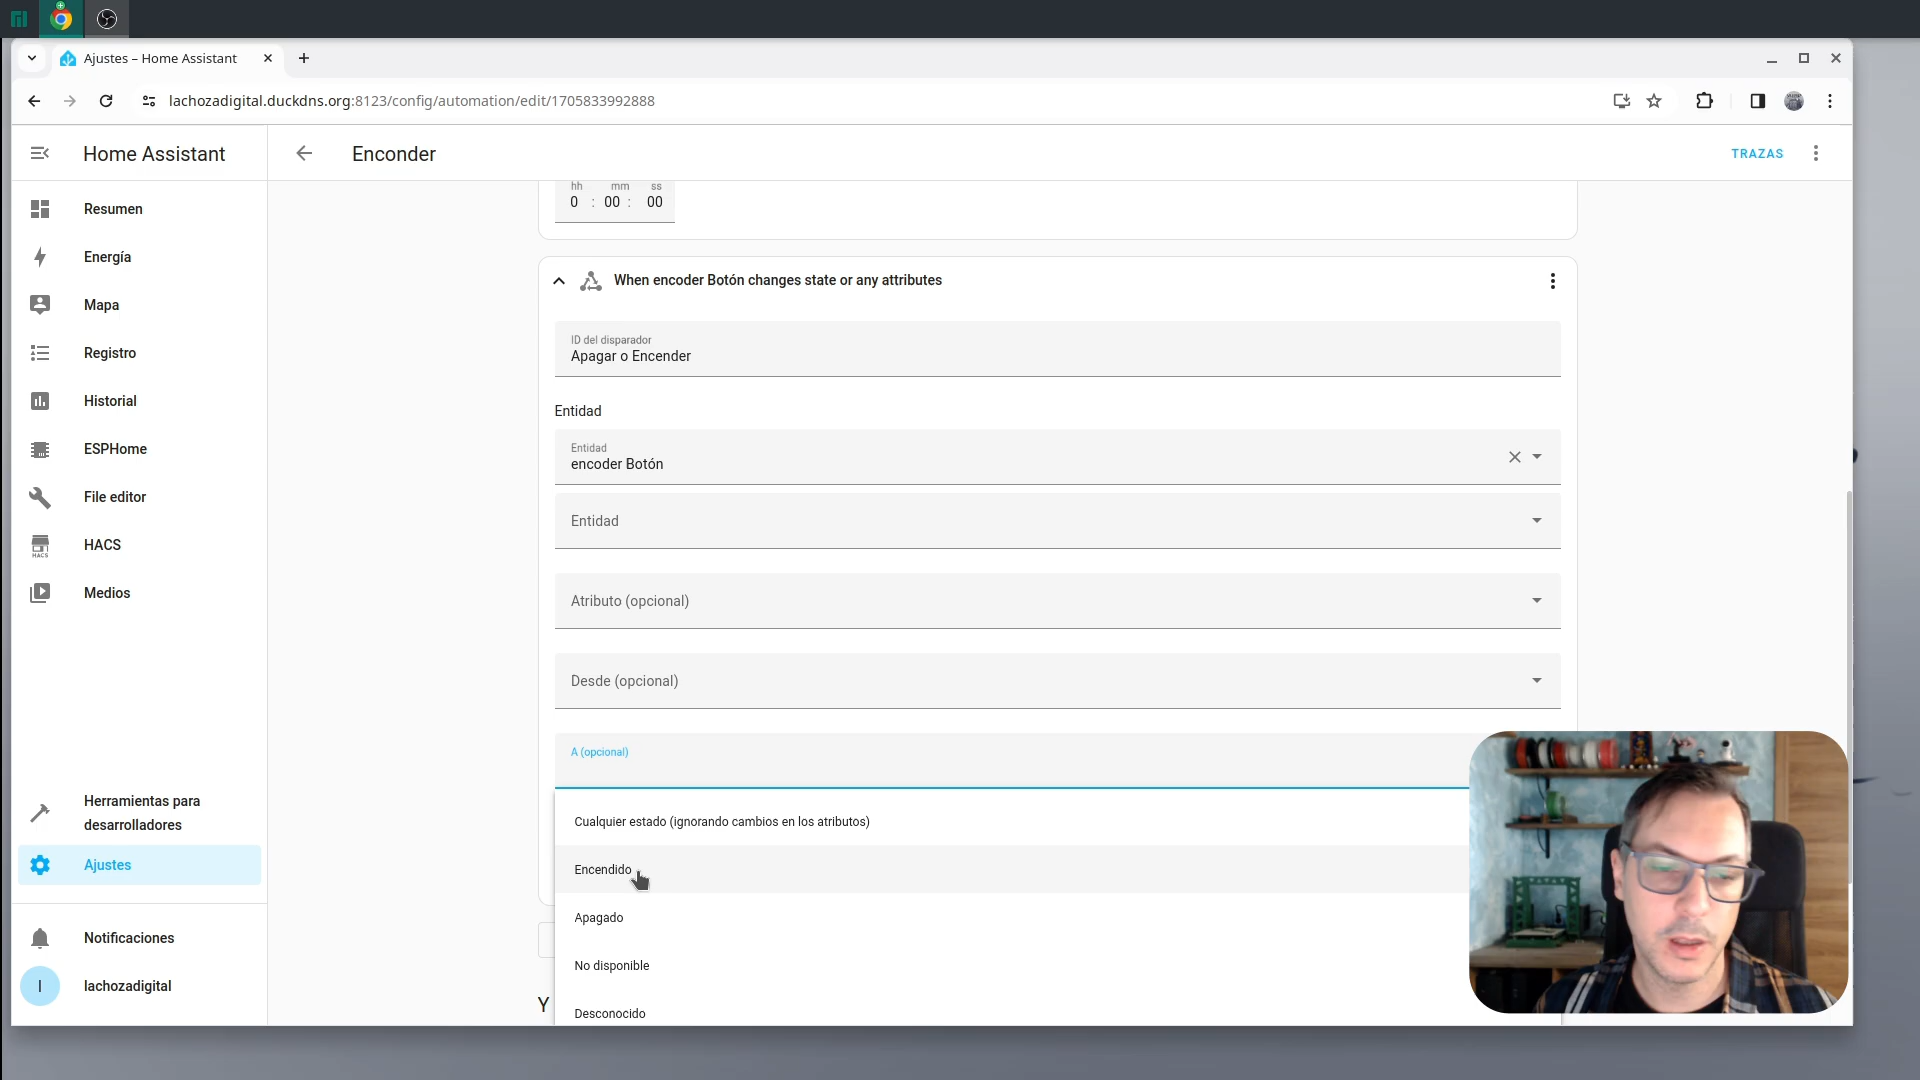 Ajustes – Home Assistant
lachozadigital.duckdns.org:8123/config/automation/edit/1705833992888
Home Assistant
Enconder
TRAZAS
Resumen
Energía
Mapa
Registro
Historial
ESPHome
File editor
HACS
HACS
Medios
Herramientas para
desarrolladores
Ajustes
Notificaciones
l
lachozadigital
hh mm ss
0 : 00 : 00
When encoder Botón changes state or any attributes
ID del disparador
Apagar o Encender
Entidad
Entidad
encoder Botón
Entidad
Atributo (opcional)
Desde (opcional)
A (opcional)
Cualquier estado (ignorando cambios en los atributos)
Encendido
Apagado
No disponible
Desconocido
Y